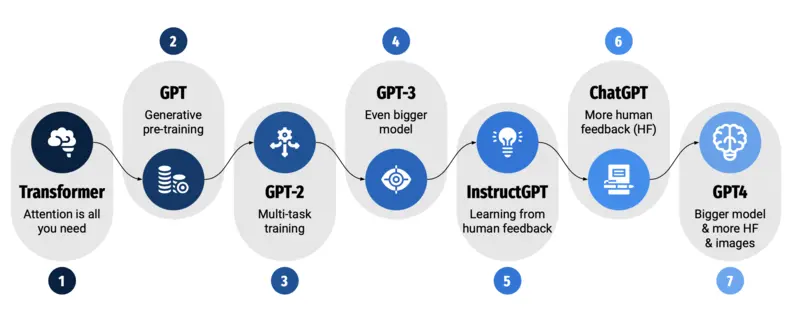 2
4
6
GPT
Generative
pre-training
GPT-3
Even bigger
model
ChatGPT
More human
feedback (HF)
Transformer
Attention is all
you need
GPT-2
Multi-task
training
InstructGPT
Learning from
human feedback
GPT4
Bigger model
& more HF
& images
1
3
5
7